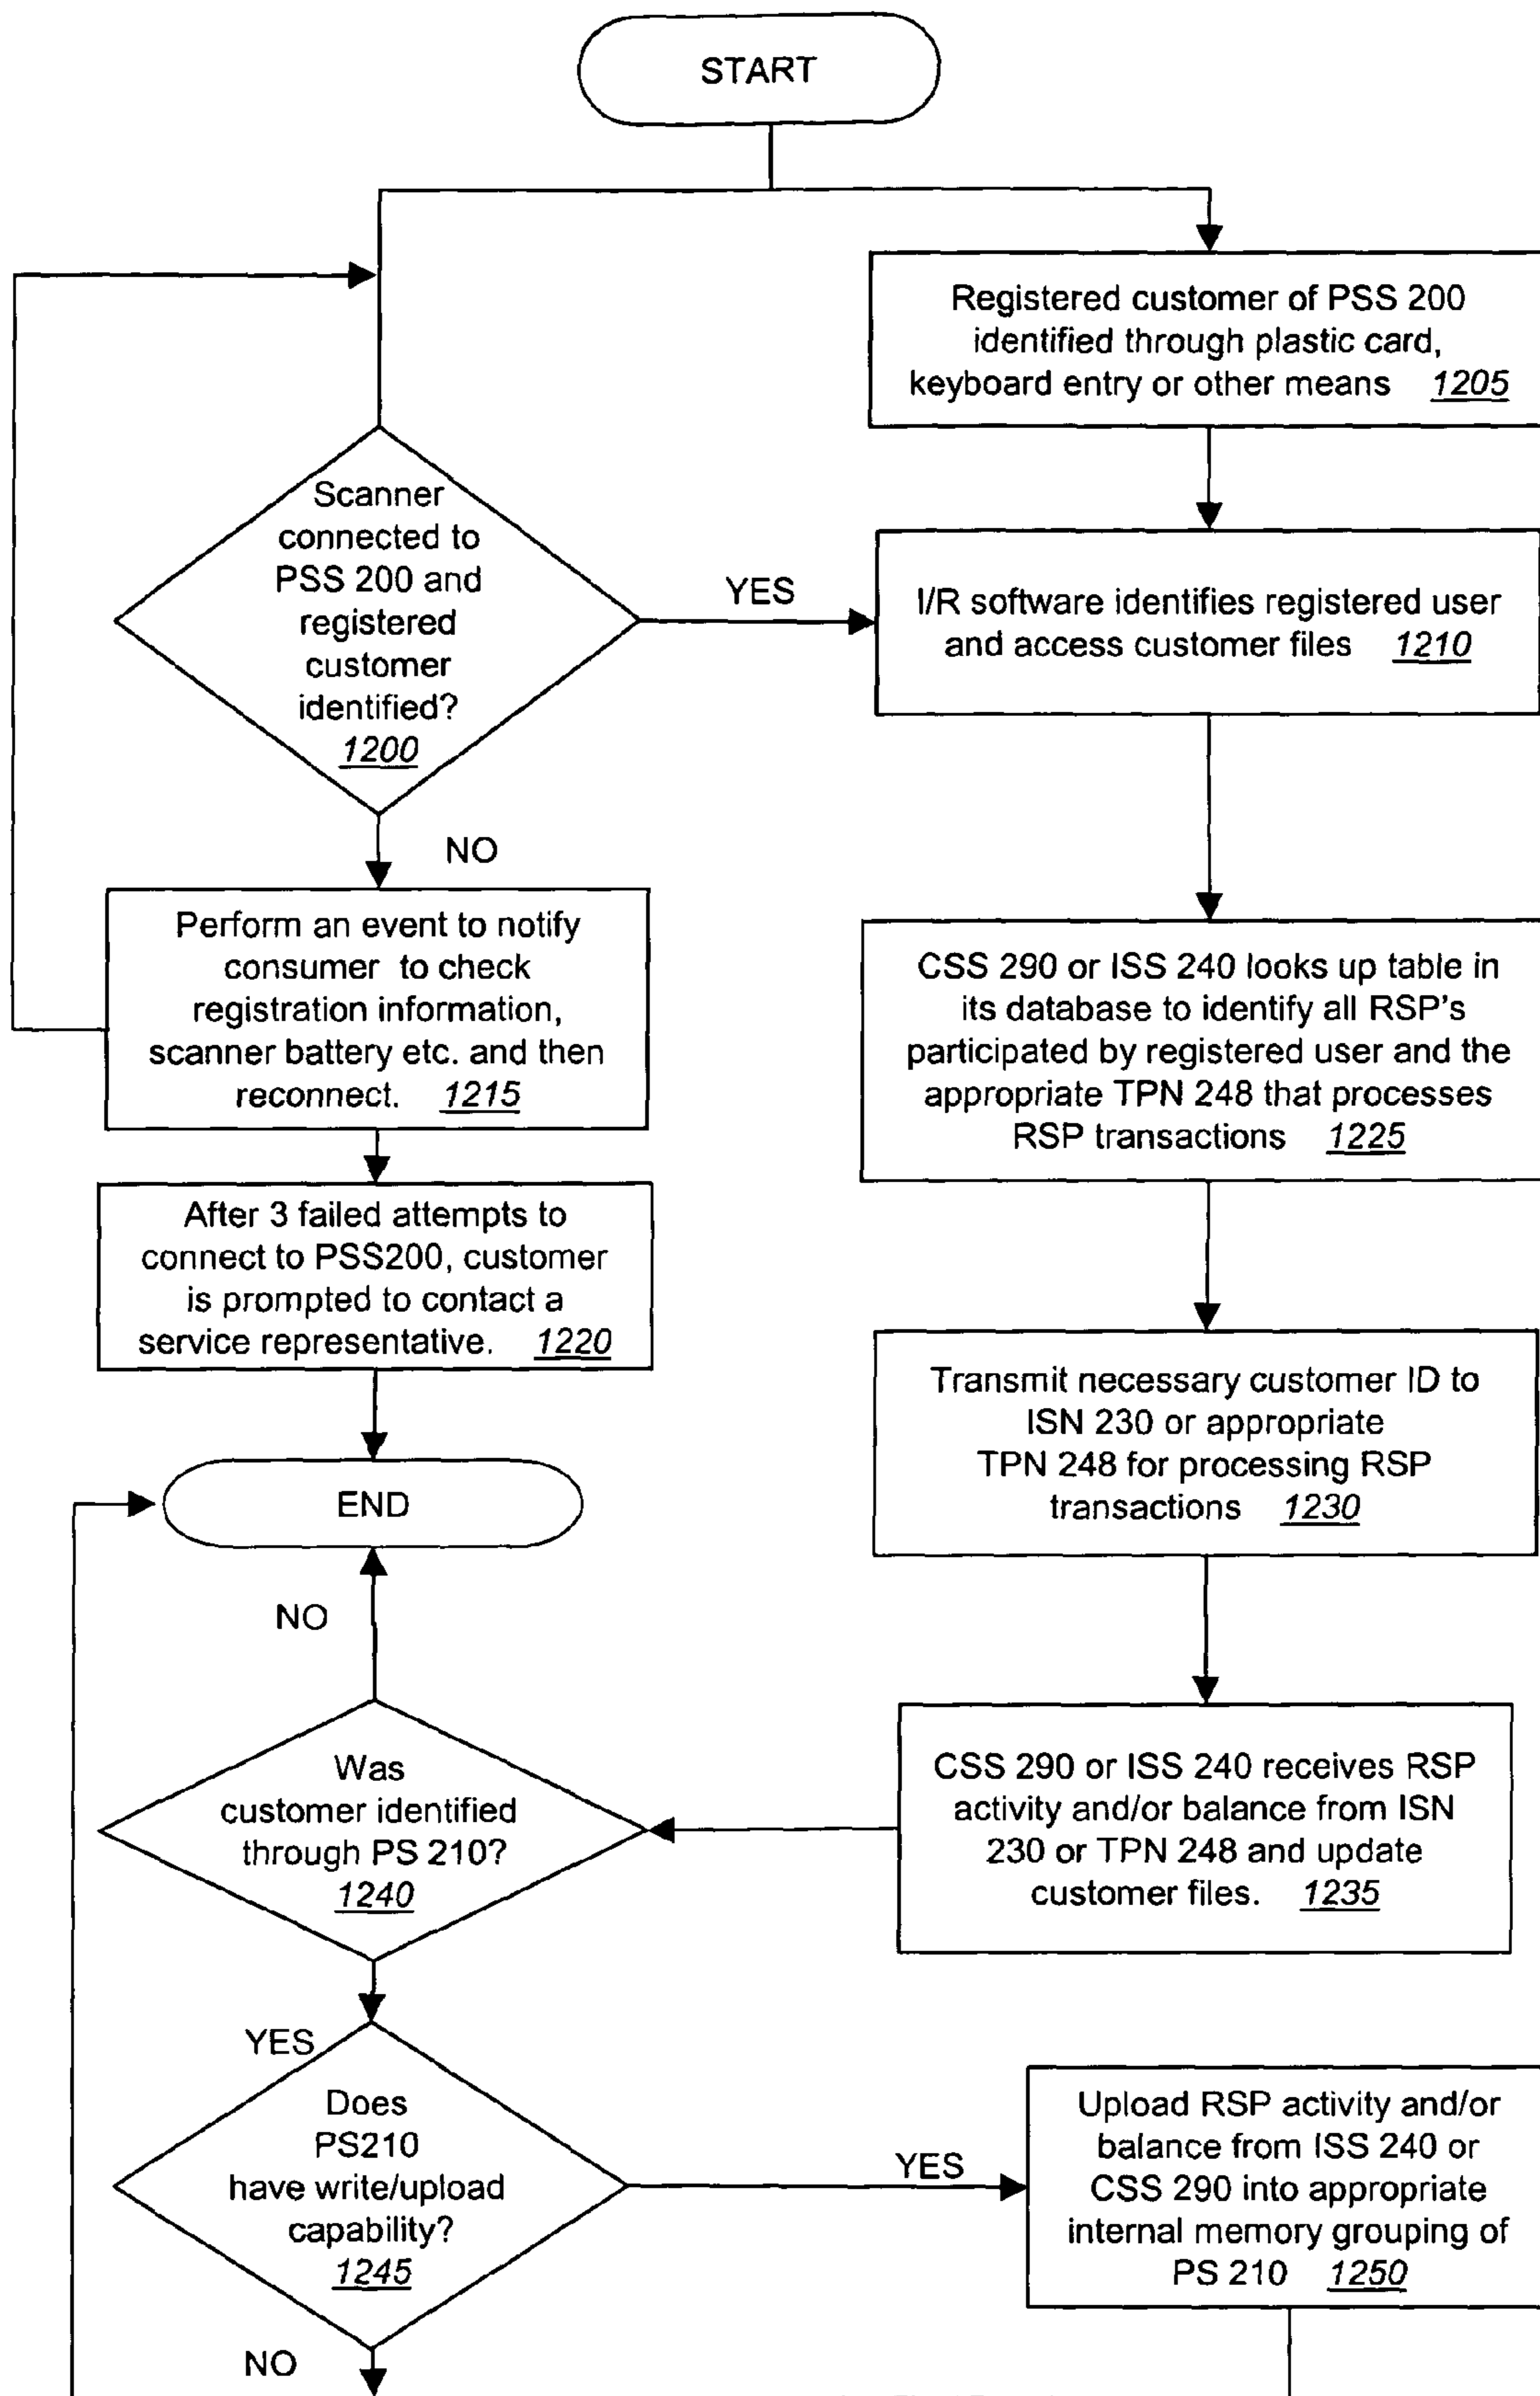 START
Registered customer of PSS 200
identified through plastic card,
keyboard entry or other means 1205
Scanner
connected to
PSS 200 and
registered
customer
identified?
1200
YES
I/R software identifies registered user
and access customer files 1210
NO
Perform an event to notify
consumer to check
registration information,
scanner battery etc. and then
reconnect. 1215
CSS 290 or ISS 240 looks up table in
its database to identify all RSP's
participated by registered user and the
appropriate TPN 248 that processes
RSP transactions 1225
After 3 failed attempts to
connect to PSS200, customer
is prompted to contact a
service representative. 1220
Transmit necessary customer ID to
ISN 230 or appropriate
TPN 248 for processing RSP
transactions 1230
END
NO
Was
customer identified
through PS 210?
1240
CSS 290 or ISS 240 receives RSP
activity and/or balance from ISN
230 or TPN 248 and update
customer files. 1235
YES
Does
PS210
have write/upload
capability?
1245
YES
Upload RSP activity and/or
balance from ISS 240 or
CSS 290 into appropriate
internal memory grouping of
PS 210 1250
NO